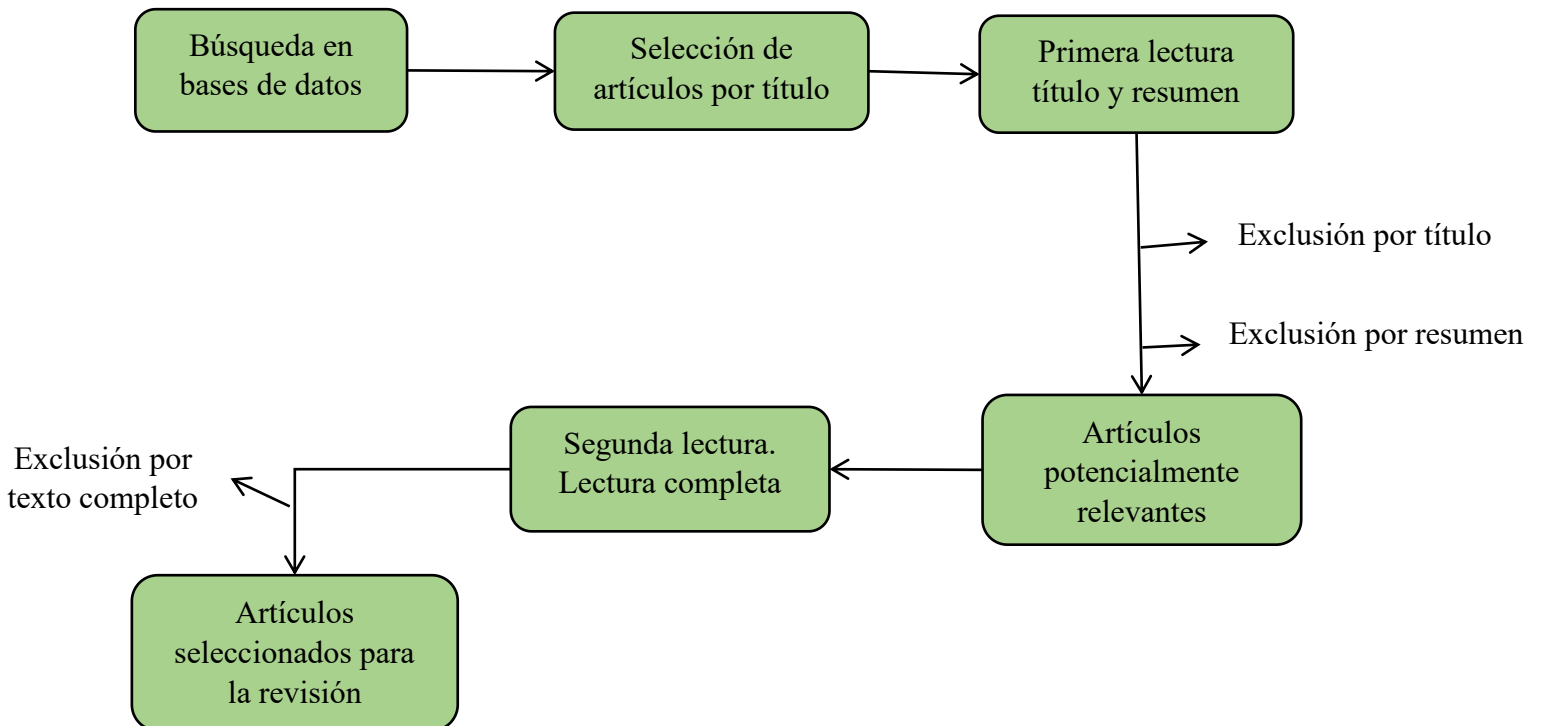 Búsqueda en
bases de datos
Selección de
artículos por título
Primera lectura
título y resumen
Exclusión por título
Exclusión por resumen
Artículos
potencialmente
relevantes
Segunda lectura.
Lectura completa
Exclusión por
texto completo
Artículos
seleccionados para
la revisión